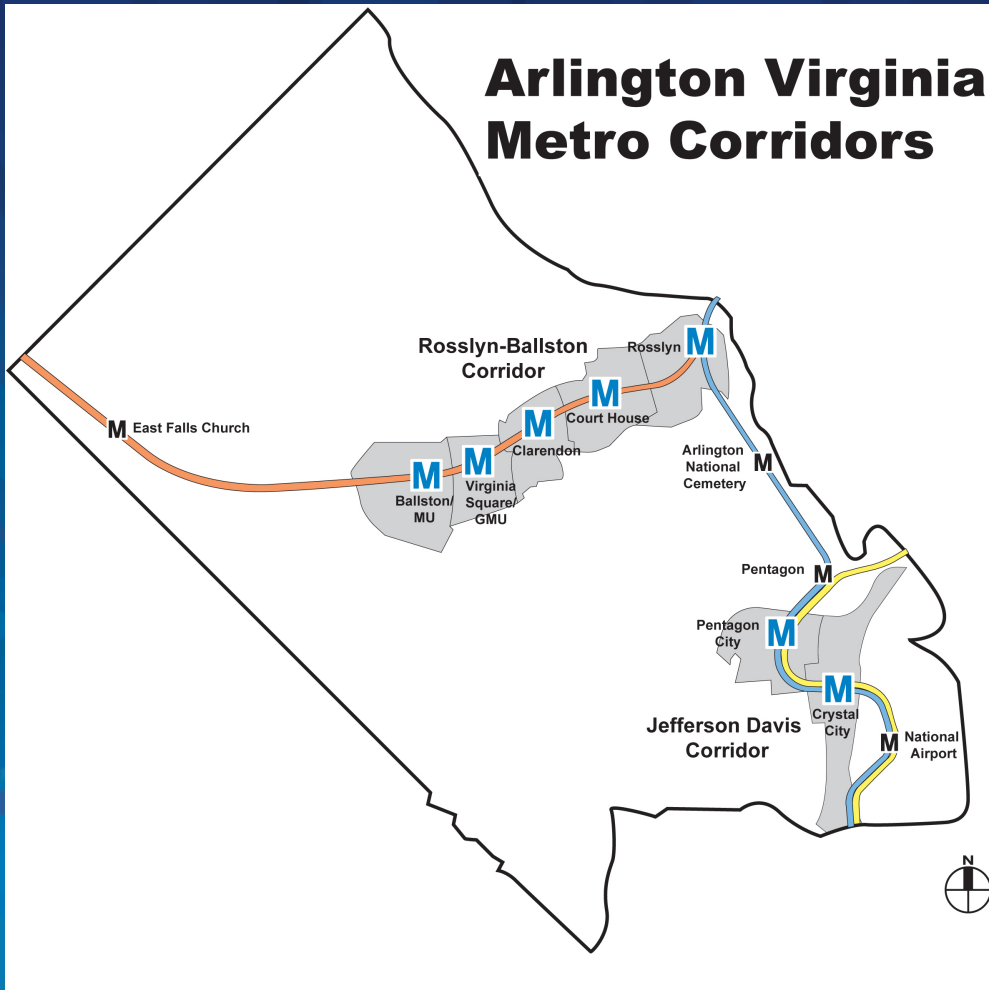 Arlington Virginia
Metro Corridors
Rosslyn-Ballston
Corridor
M
Rosslyn
M
Court House
M
Clarendon
M
Virginia
Square/
GMU
M
Ballston/
MU
M East Falls Church
Arlington
National
Cemetery
M
Pentagon M
Pentagon
City
M
M
Crystal
City
Jefferson Davis
Corridor
M
National
Airport
N